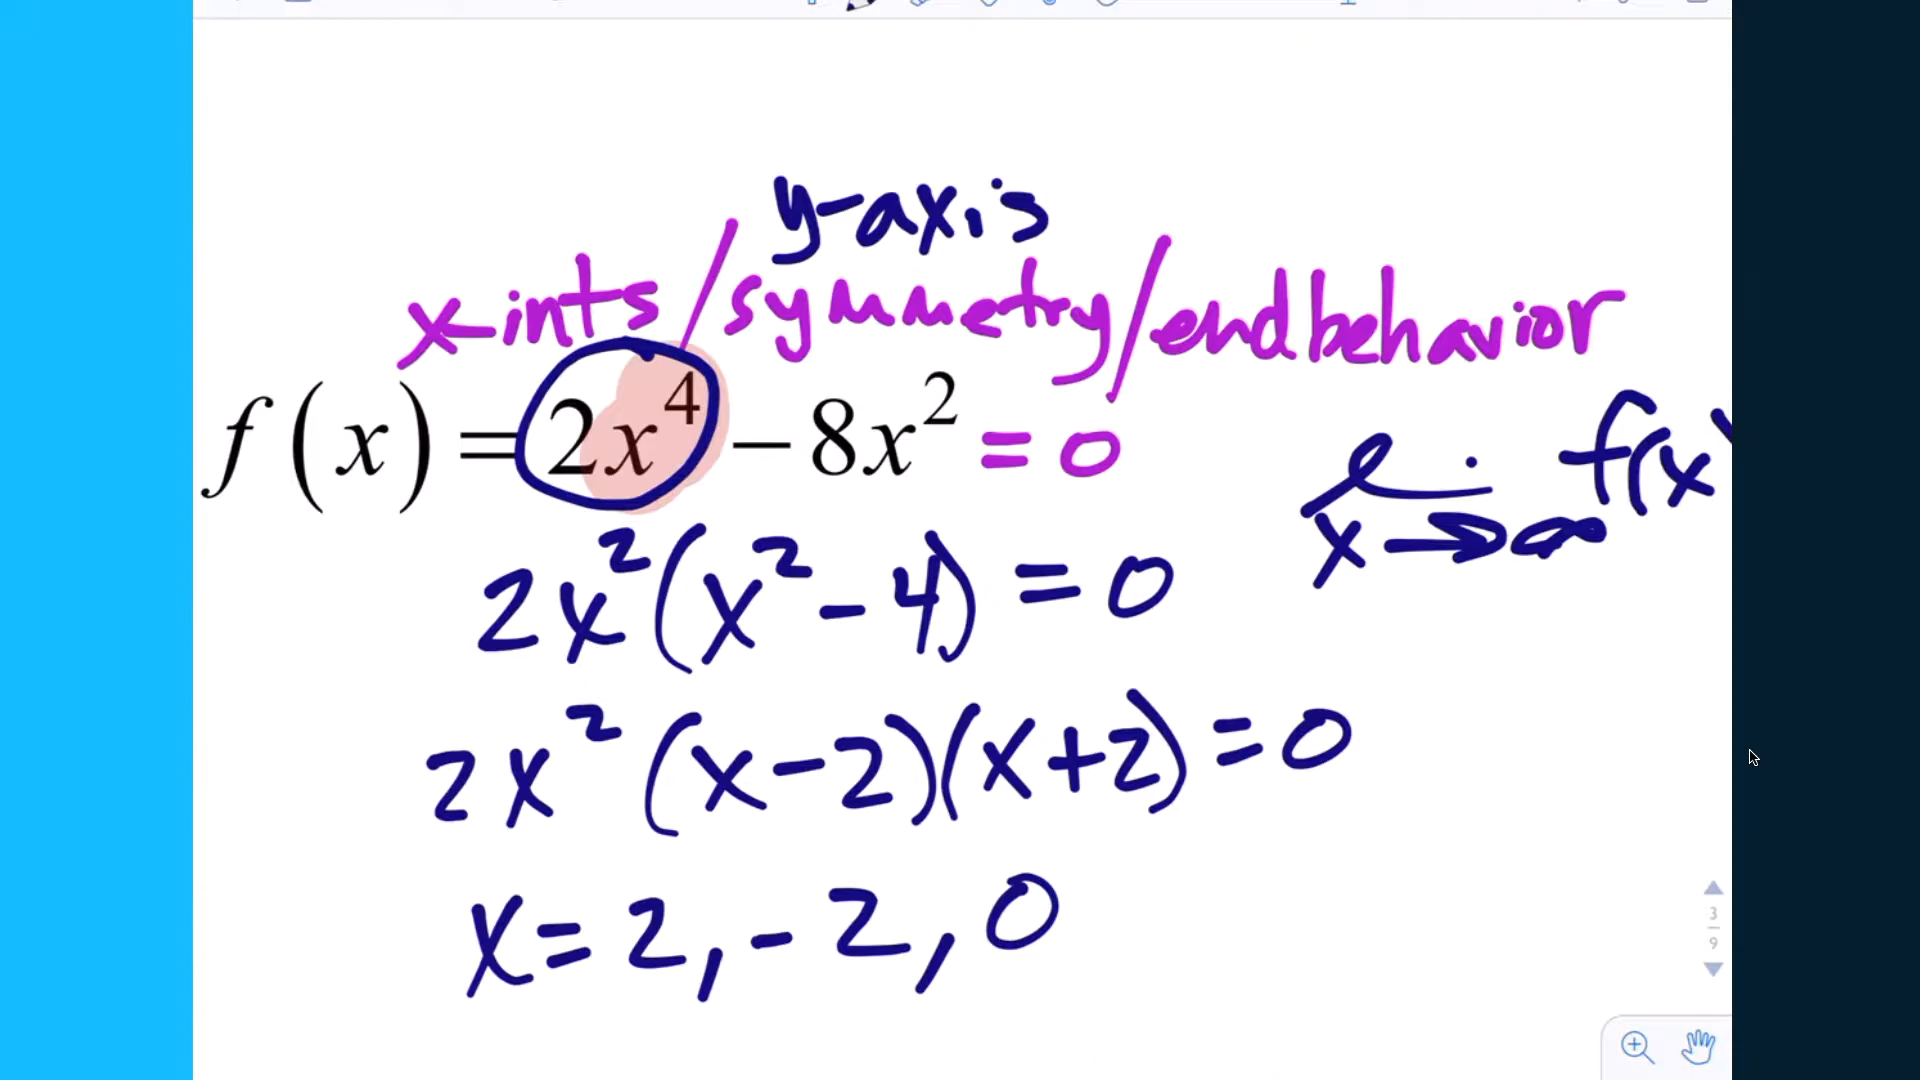 y-axis
x-ints/symmetry/end behavior
f(x) = 2x⁴ – 8x² = 0
lim f(x)
x→∞
2x²(x² - 4) = 0
2x²(x-2)(x+2) = 0
x = 2, -2, 0
3
9